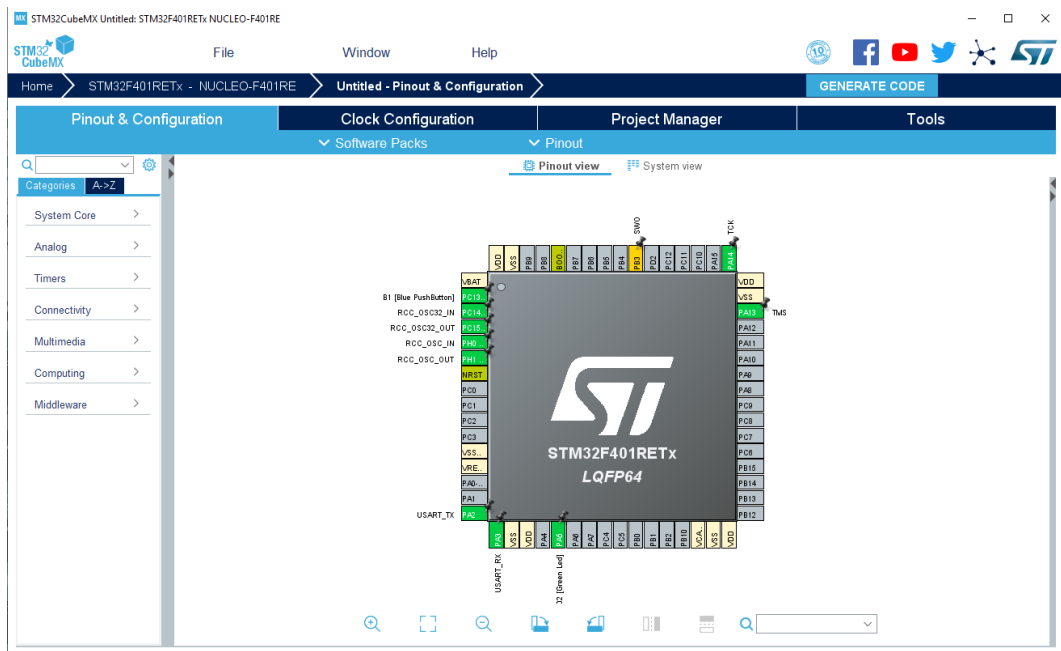 MX STM32CubeMX Untitled: STM32F401RETx NUCLEO-F401RE
STM32 CubeMX
File Window Help
10
Home STM32F401RETx - NUCLEO-F401RE Untitled - Pinout & Configuration GENERATE CODE
Pinout & Configuration Clock Configuration Project Manager Tools
Software Packs Pinout
Pinout view System view
Categories A->Z
System Core
Analog
Timers
Connectivity
Multimedia
Computing
Middleware
SWO TCK
VDD VSS PB9 PB8 BOO.. PB7 PB6 PB5 PB4 PB3 PD2 PC12 PC11 PC10 PA15 PA14
VBAT VDD
B1 [Blue PushButton] PC13.. VSS
RCC_OSC32_IN PC14.. PA13 TMS
RCC_OSC32_OUT PC15.. PA12
RCC_OSC_IN PH0 .. PA11
RCC_OSC_OUT PH1 .. PA10
NRST PA9
PC0 PA8
PC1 PC9
PC2 PC8
PC3 PC7
VSS.. PC6
VRE.. PB15
PA0-.. PB14
PA1 PB13
USART_TX PA2 PB12
ST
STM32F401RETx
LQFP64
PA3 VSS VDD PA4 PA5 PA6 PA7 PC4 PC5 PB0 PB1 PB2 PB10 VCA.. VSS VDD
USART_RX
[Green Led]